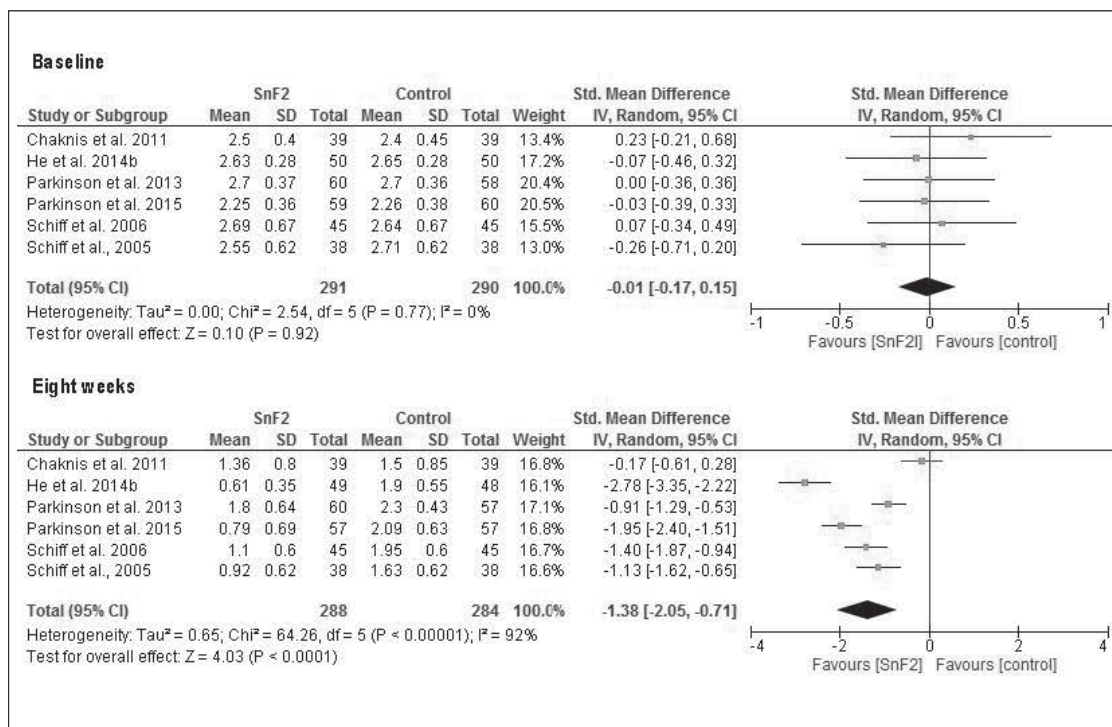 Baseline
SnF2 Control Std. Mean Difference Std. Mean Difference
Study or Subgroup Mean SD Total Mean SD Total Weight IV, Random, 95% CI IV, Random, 95% CI
Chaknis et al. 2011 2.5 0.4 39 2.4 0.45 39 13.4% 0.23 [-0.21, 0.68]
He et al. 2014b 2.63 0.28 50 2.65 0.28 50 17.2% -0.07 [-0.46, 0.32]
Parkinson et al. 2013 2.7 0.37 60 2.7 0.36 58 20.4% 0.00 [-0.36, 0.36]
Parkinson et al. 2015 2.25 0.36 59 2.26 0.38 60 20.5% -0.03 [-0.39, 0.33]
Schiff et al. 2006 2.69 0.67 45 2.64 0.67 45 15.5% 0.07 [-0.34, 0.49]
Schiff et al., 2005 2.55 0.62 38 2.71 0.62 38 13.0% -0.26 [-0.71, 0.20]
Total (95% CI) 291 290 100.0% -0.01 [-0.17, 0.15]
Heterogeneity: Tau² = 0.00; Chi² = 2.54, df = 5 (P = 0.77); I² = 0%
Test for overall effect: Z = 0.10 (P = 0.92)
-1 -0.5 0 0.5 1
Favours [SnF2l] Favours [control]
Eight weeks
SnF2 Control Std. Mean Difference Std. Mean Difference
Study or Subgroup Mean SD Total Mean SD Total Weight IV, Random, 95% CI IV, Random, 95% CI
Chaknis et al. 2011 1.36 0.8 39 1.5 0.85 39 16.8% -0.17 [-0.61, 0.28]
He et al. 2014b 0.61 0.35 49 1.9 0.55 48 16.1% -2.78 [-3.35, -2.22]
Parkinson et al. 2013 1.8 0.64 60 2.3 0.43 57 17.1% -0.91 [-1.29, -0.53]
Parkinson et al. 2015 0.79 0.69 57 2.09 0.63 57 16.8% -1.95 [-2.40, -1.51]
Schiff et al. 2006 1.1 0.6 45 1.95 0.6 45 16.7% -1.40 [-1.87, -0.94]
Schiff et al., 2005 0.92 0.62 38 1.63 0.62 38 16.6% -1.13 [-1.62, -0.65]
Total (95% CI) 288 284 100.0% -1.38 [-2.05, -0.71]
Heterogeneity: Tau² = 0.65; Chi² = 64.26, df = 5 (P < 0.00001); I² = 92%
Test for overall effect: Z = 4.03 (P < 0.0001)
-4 -2 0 2 4
Favours [SnF2] Favours [control]